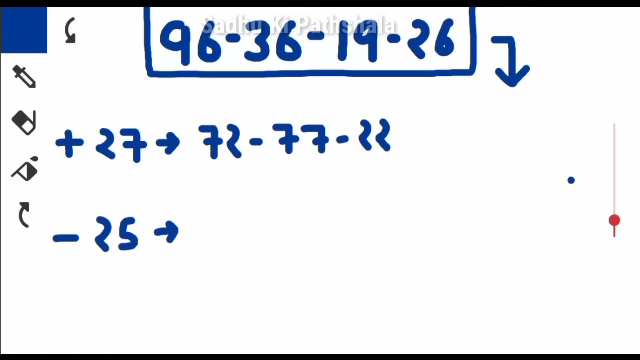 Sadhu Ki Pathshala
96-36-19-26
+ 27 → 72-77-22
- 25 →